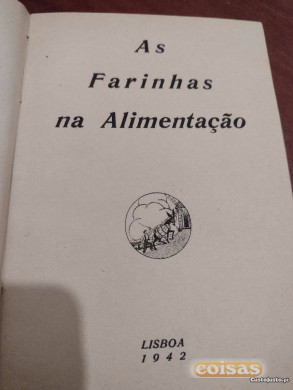 As
Farinhas
na Alimentação
LISBOA
1942
coisas